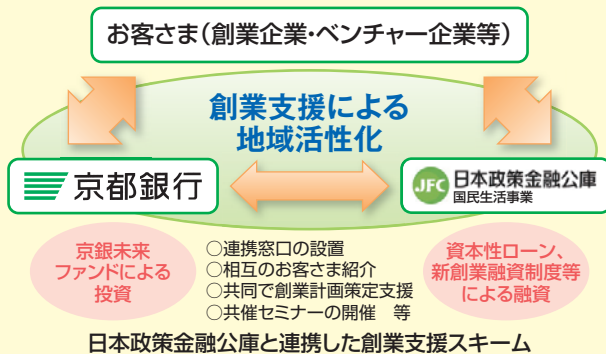 お客さま(創業企業・ベンチャー企業等)
創業支援による
地域活性化
京都銀行
JFC 日本政策金融公庫
国民生活事業
京銀未来
ファンドによる
投資
○連携窓口の設置
○相互のお客さま紹介
○共同で創業計画策定支援
○共催セミナーの開催 等
資本性ローン、
新創業融資制度等
による融資
日本政策金融公庫と連携した創業支援スキーム